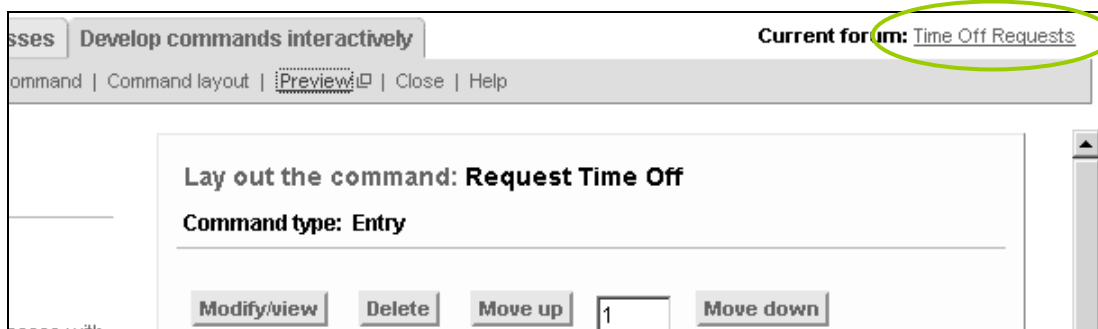 sses Develop commands interactively Current forum: Time Off Requests
ommand | Command layout | Preview | Close | Help
Lay out the command: Request Time Off
Command type: Entry
Modify/view Delete Move up 1 Move down